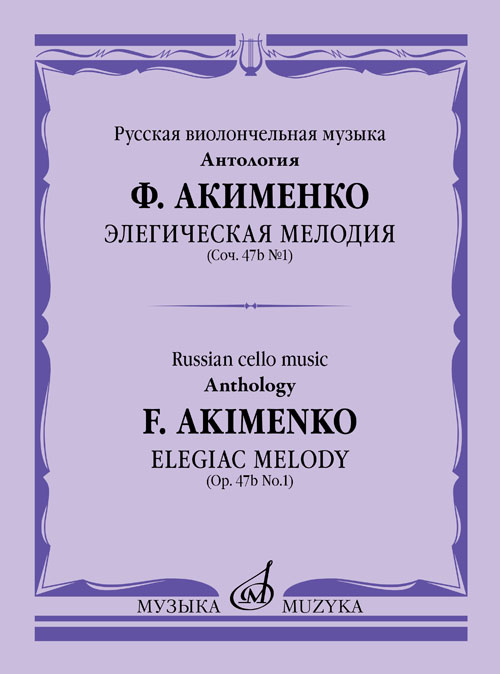 Русская виолончельная музыка
Антология
Ф. АКИМЕНКО
ЭЛЕГИЧЕСКАЯ МЕЛОДИЯ
(Соч. 47b №1)
Russian cello music
Anthology
F. AKIMENKO
ELEGIAC MELODY
(Op. 47b No.1)
МУЗЫКА М MUZYKA